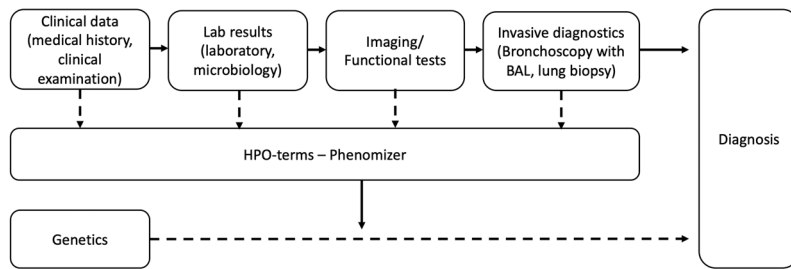 Clinical data
(medical history,
clinical
examination)
Lab results
(laboratory,
microbiology)
Imaging/
Functional tests
Invasive diagnostics
(Bronchoscopy with
BAL, lung biopsy)
Diagnosis
HPO-terms – Phenomizer
Genetics